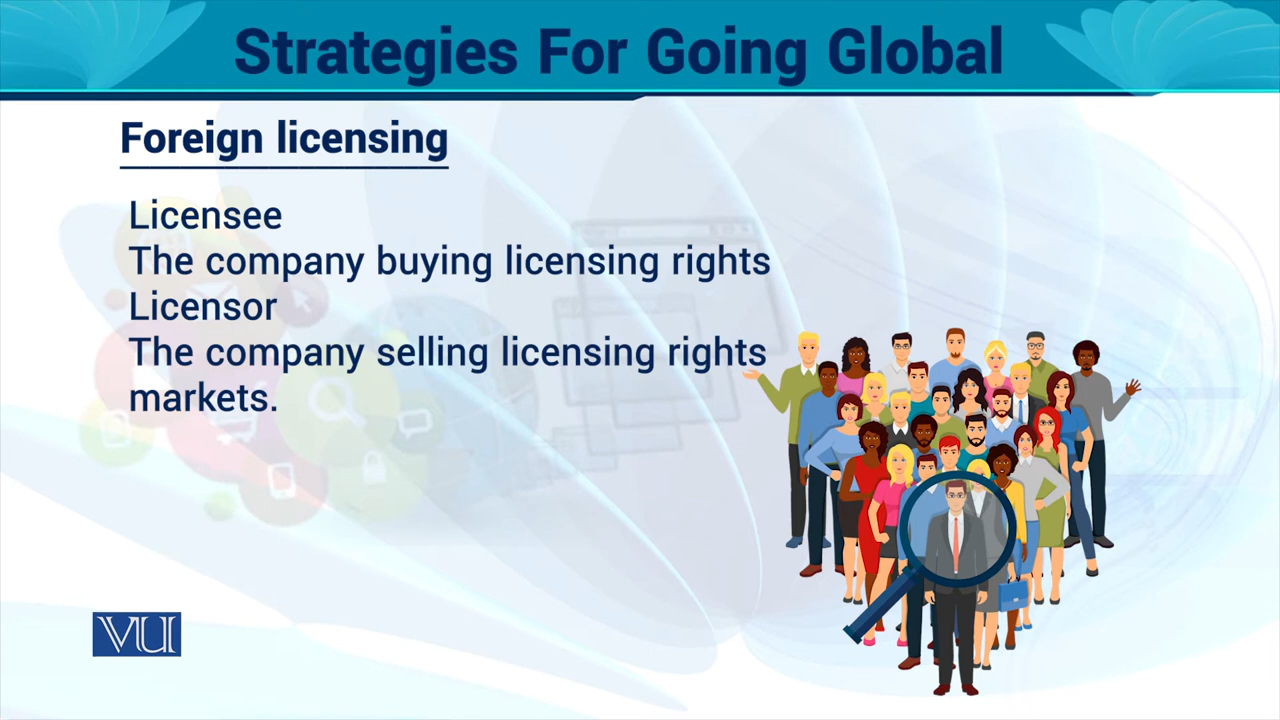 Strategies For Going Global
Foreign licensing
Licensee
The company buying licensing rights
Licensor
The company selling licensing rights
markets.
VU